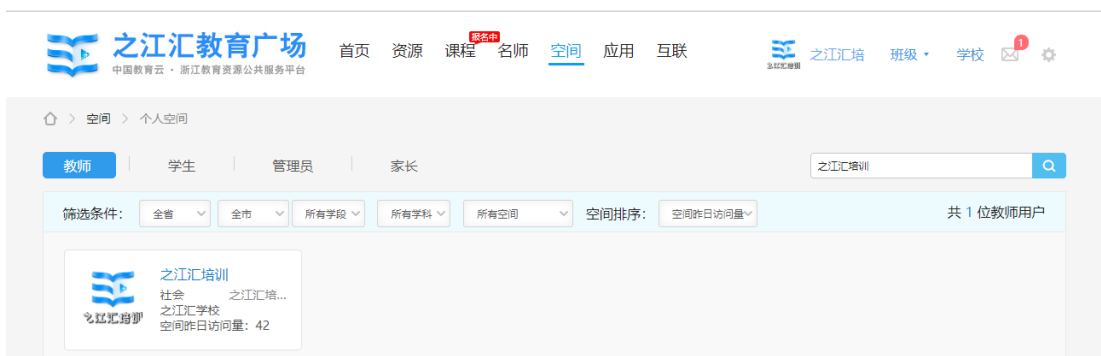 之江汇教育广场
中国教育云 · 浙江教育资源公共服务平台
首页 资源 课程 报名中 名师 空间 应用 互联
之江汇培训
之江汇培 班级 学校 1
空间 > 个人空间
教师 学生 管理员 家长
之江汇培训
筛选条件: 全省 全市 所有学段 所有学科 所有空间 空间排序: 空间昨日访问量 共 1 位教师用户
之江汇培训
之江汇培训
社会 之江汇培...
之江汇学校
空间昨日访问量: 42